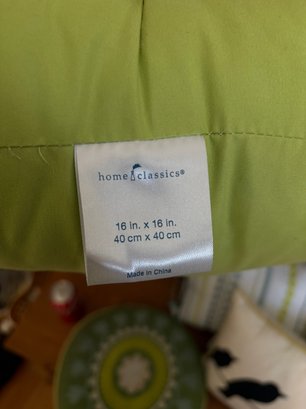 home classics®
16 in. x 16 in.
40 cm x 40 cm
Made in China